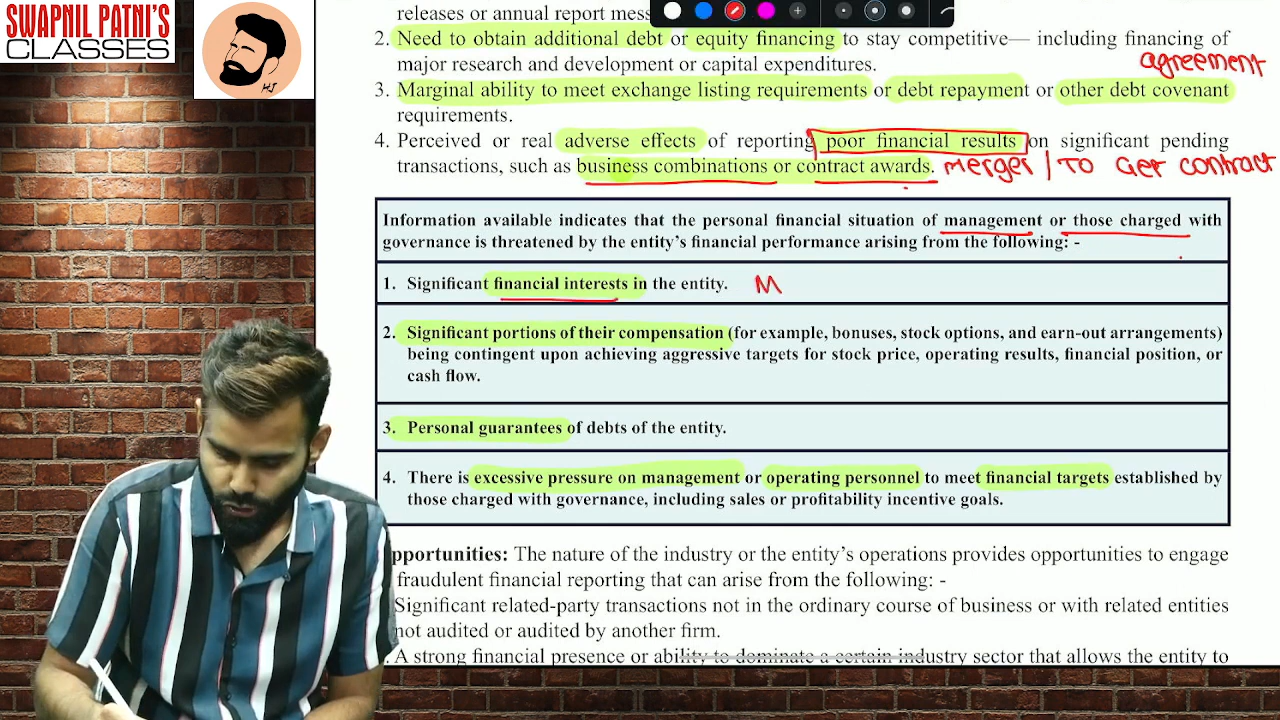 SWAPNIL PATNI'S
CLASSES
releases or annual report mess
2. Need to obtain additional debt or equity financing to stay competitive— including financing of
major research and development or capital expenditures.
agreement
3. Marginal ability to meet exchange listing requirements or debt repayment or other debt covenant
requirements.
4. Perceived or real adverse effects of reporting poor financial results on significant pending
transactions, such as business combinations or contract awards. Merger / To Get contract
Information available indicates that the personal financial situation of management or those charged with
governance is threatened by the entity's financial performance arising from the following: -
1. Significant financial interests in the entity. M
2. Significant portions of their compensation (for example, bonuses, stock options, and earn-out arrangements)
being contingent upon achieving aggressive targets for stock price, operating results, financial position, or
cash flow.
3. Personal guarantees of debts of the entity.
4. There is excessive pressure on management or operating personnel to meet financial targets established by
those charged with governance, including sales or profitability incentive goals.
pportunities: The nature of the industry or the entity's operations provides opportunities to engage
fraudulent financial reporting that can arise from the following: -
Significant related-party transactions not in the ordinary course of business or with related entities
not audited or audited by another firm.
A strong financial presence or ability to dominate a certain industry sector that allows the entity to